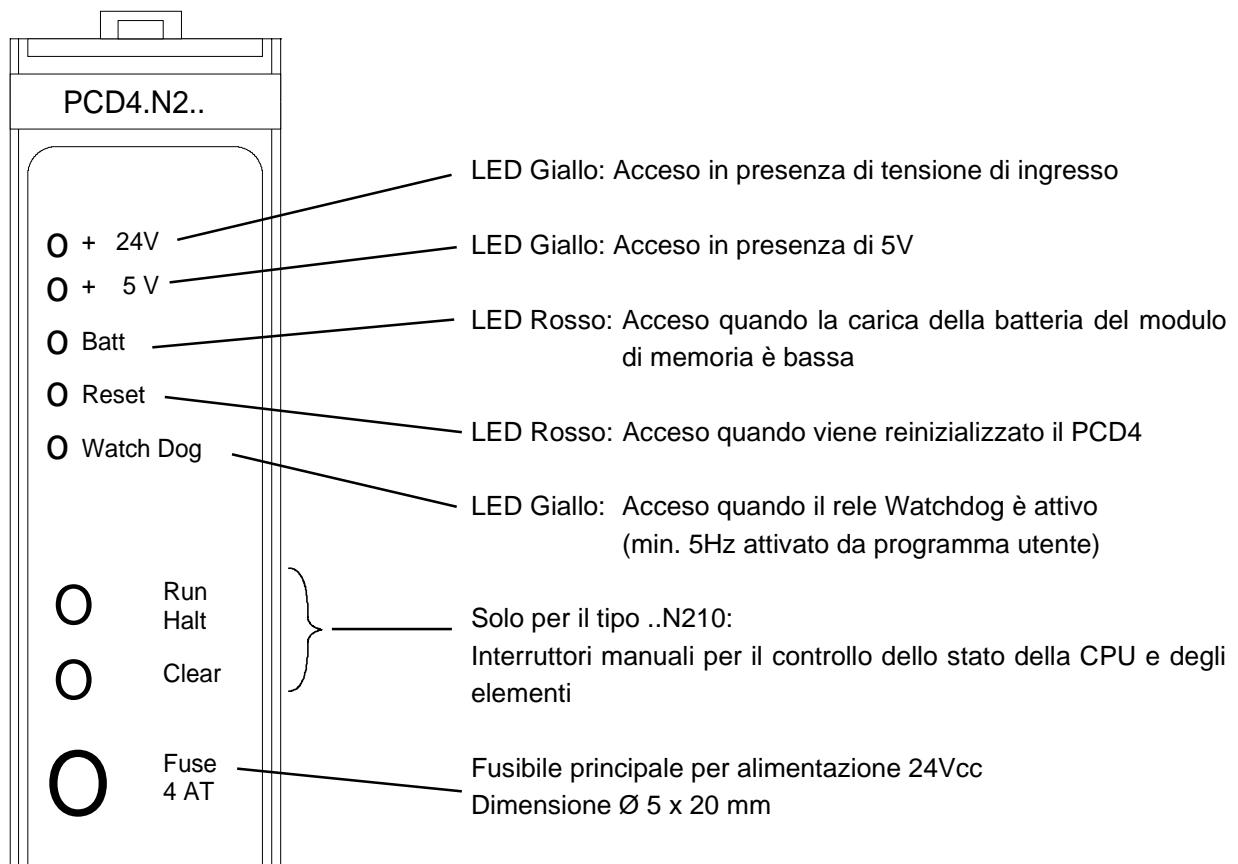 PCD4.N2..
LED Giallo: Acceso in presenza di tensione di ingresso
+ 24V
LED Giallo: Acceso in presenza di 5V
+ 5 V
LED Rosso: Acceso quando la carica della batteria del modulo
di memoria è bassa
Batt
Reset
LED Rosso: Acceso quando viene reinizializzato il PCD4
Watch Dog
LED Giallo: Acceso quando il rele Watchdog è attivo
(min. 5Hz attivato da programma utente)
Run
Halt
Clear
Solo per il tipo ..N210:
Interruttori manuali per il controllo dello stato della CPU e degli
elementi
Fuse
4 AT
Fusibile principale per alimentazione 24Vcc
Dimensione Ø 5 x 20 mm